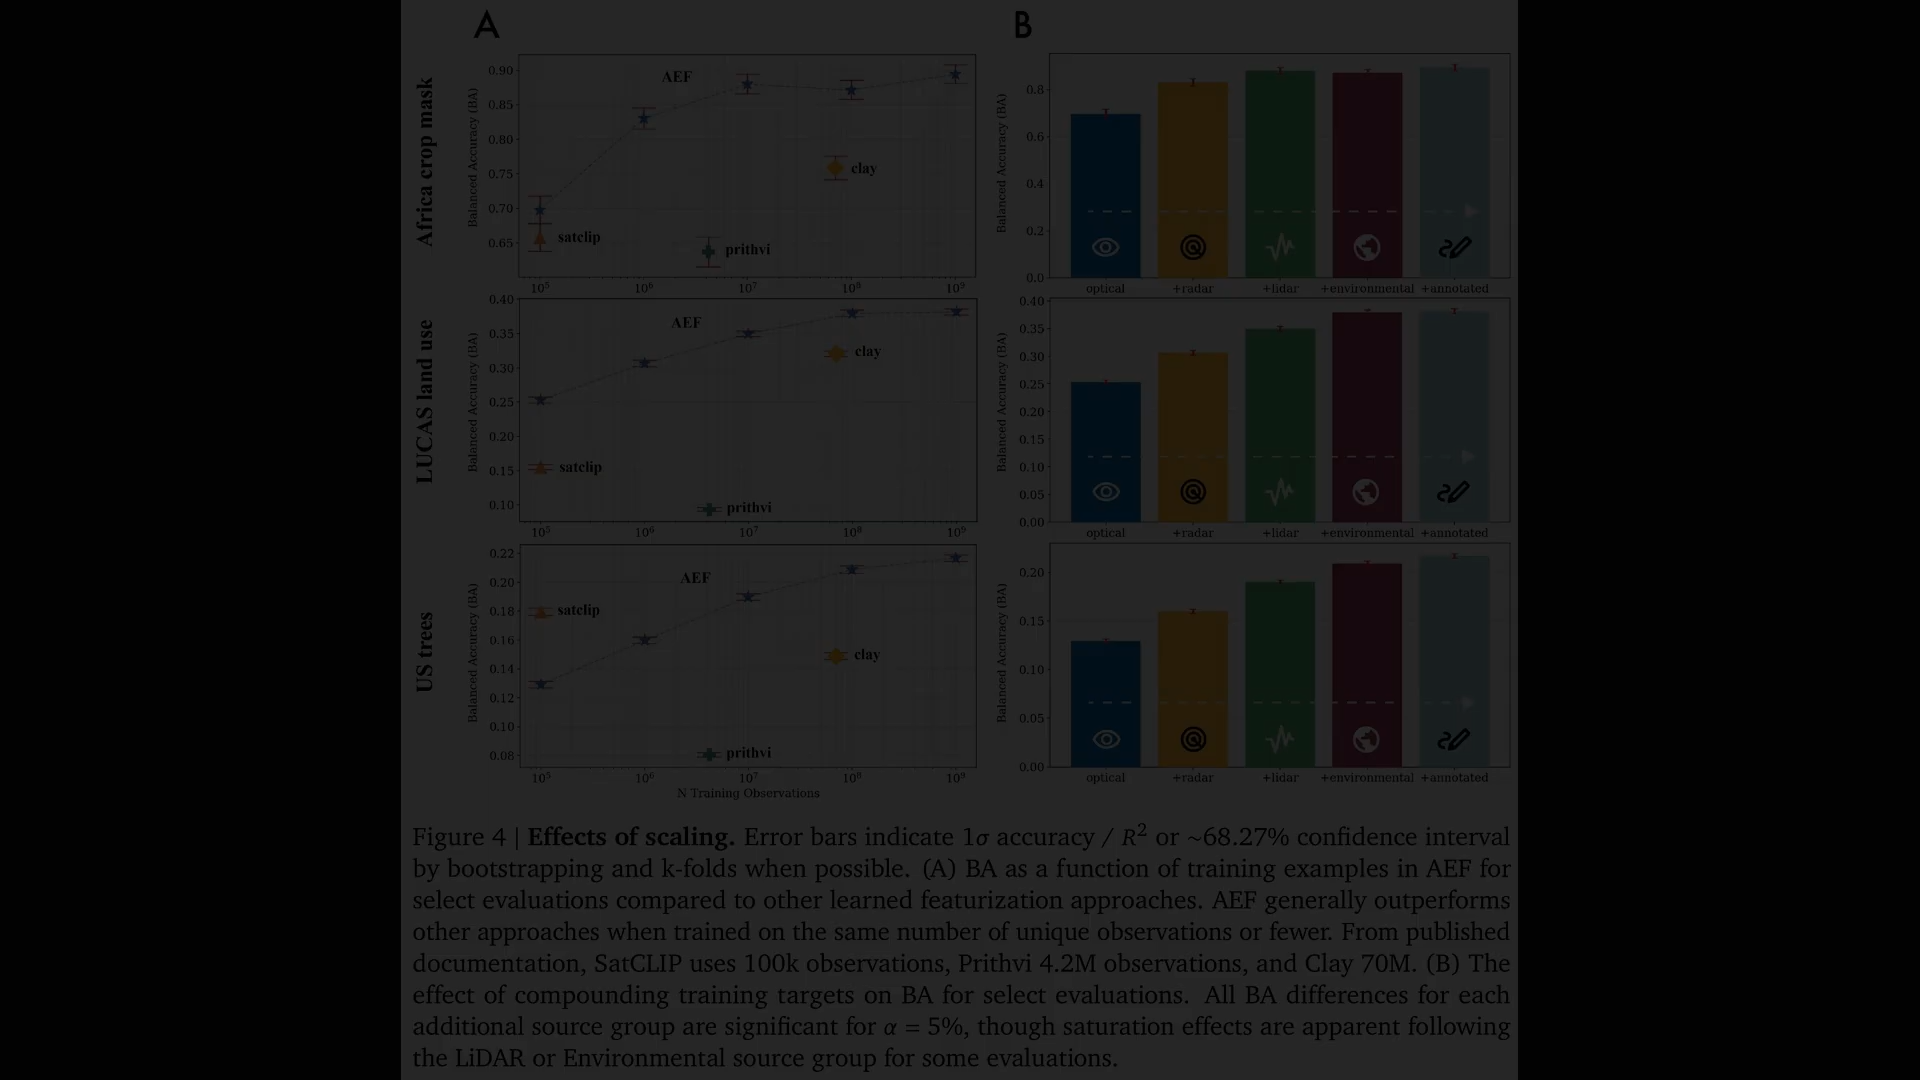 A
B
Africa crop mask
Balanced Accuracy (BA)
0.90
0.85
0.80
0.75
0.70
0.65
AEF
clay
satclip
prithvi
10⁵ 10⁶ 10⁷ 10⁸ 10⁹
Balanced Accuracy (BA)
0.8
0.6
0.4
0.2
0.0
optical +radar +lidar +environmental +annotated
LUCAS land use
Balanced Accuracy (BA)
0.40
0.35
0.30
0.25
0.20
0.15
0.10
AEF
clay
satclip
prithvi
10⁵ 10⁶ 10⁷ 10⁸ 10⁹
Balanced Accuracy (BA)
0.40
0.35
0.30
0.25
0.20
0.15
0.10
0.05
0.00
optical +radar +lidar +environmental +annotated
US trees
Balanced Accuracy (BA)
0.22
0.20
0.18
0.16
0.14
0.12
0.10
0.08
AEF
satclip
clay
prithvi
10⁵ 10⁶ 10⁷ 10⁸ 10⁹
N Training Observations
Balanced Accuracy (BA)
0.20
0.15
0.10
0.05
0.00
optical +radar +lidar +environmental +annotated
Figure 4 | Effects of scaling. Error bars indicate 1σ accuracy / R² or ~68.27% confidence interval
by bootstrapping and k-folds when possible. (A) BA as a function of training examples in AEF for
select evaluations compared to other learned featurization approaches. AEF generally outperforms
other approaches when trained on the same number of unique observations or fewer. From published
documentation, SatCLIP uses 100k observations, Prithvi 4.2M observations, and Clay 70M. (B) The
effect of compounding training targets on BA for select evaluations. All BA differences for each
additional source group are significant for α = 5%, though saturation effects are apparent following
the LiDAR or Environmental source group for some evaluations.